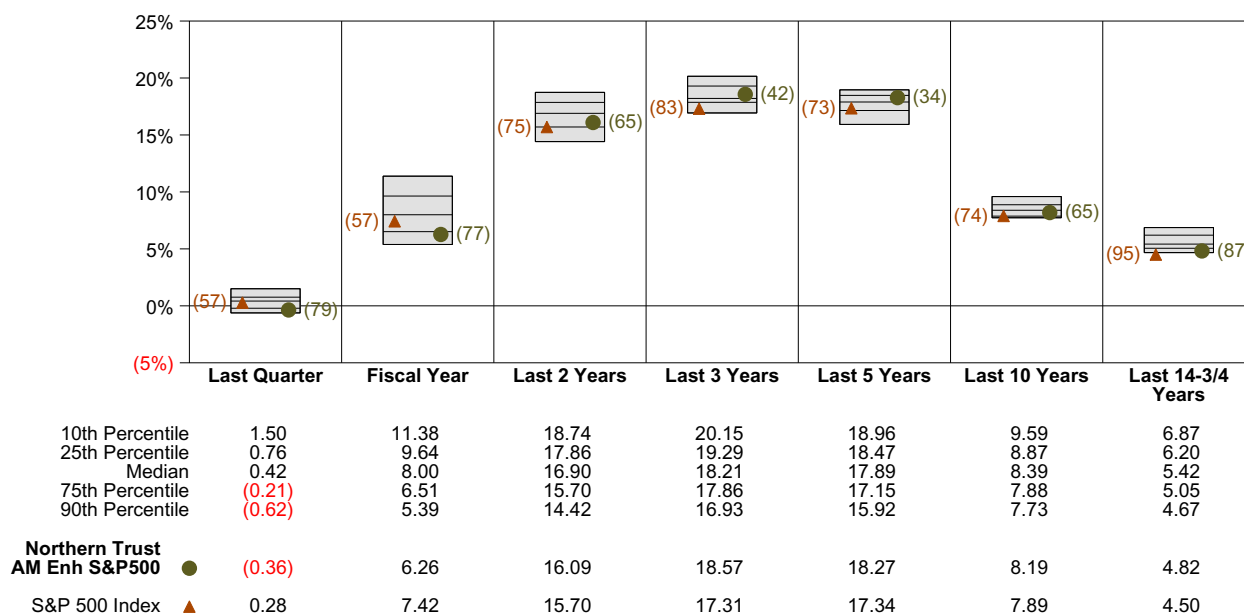 25%
20%
15%
10%
5%
0%
(5%)
(57) (79)
(57) (77)
(75) (65)
(83) (42)
(73) (34)
(74) (65)
(95) (87
Last Quarter Fiscal Year Last 2 Years Last 3 Years Last 5 Years Last 10 Years Last 14-3/4
Years
10th Percentile 1.50 11.38 18.74 20.15 18.96 9.59 6.87
25th Percentile 0.76 9.64 17.86 19.29 18.47 8.87 6.20
Median 0.42 8.00 16.90 18.21 17.89 8.39 5.42
75th Percentile (0.21) 6.51 15.70 17.86 17.15 7.88 5.05
90th Percentile (0.62) 5.39 14.42 16.93 15.92 7.73 4.67
Northern Trust
AM Enh S&P500 (0.36) 6.26 16.09 18.57 18.27 8.19 4.82
S&P 500 Index 0.28 7.42 15.70 17.31 17.34 7.89 4.50